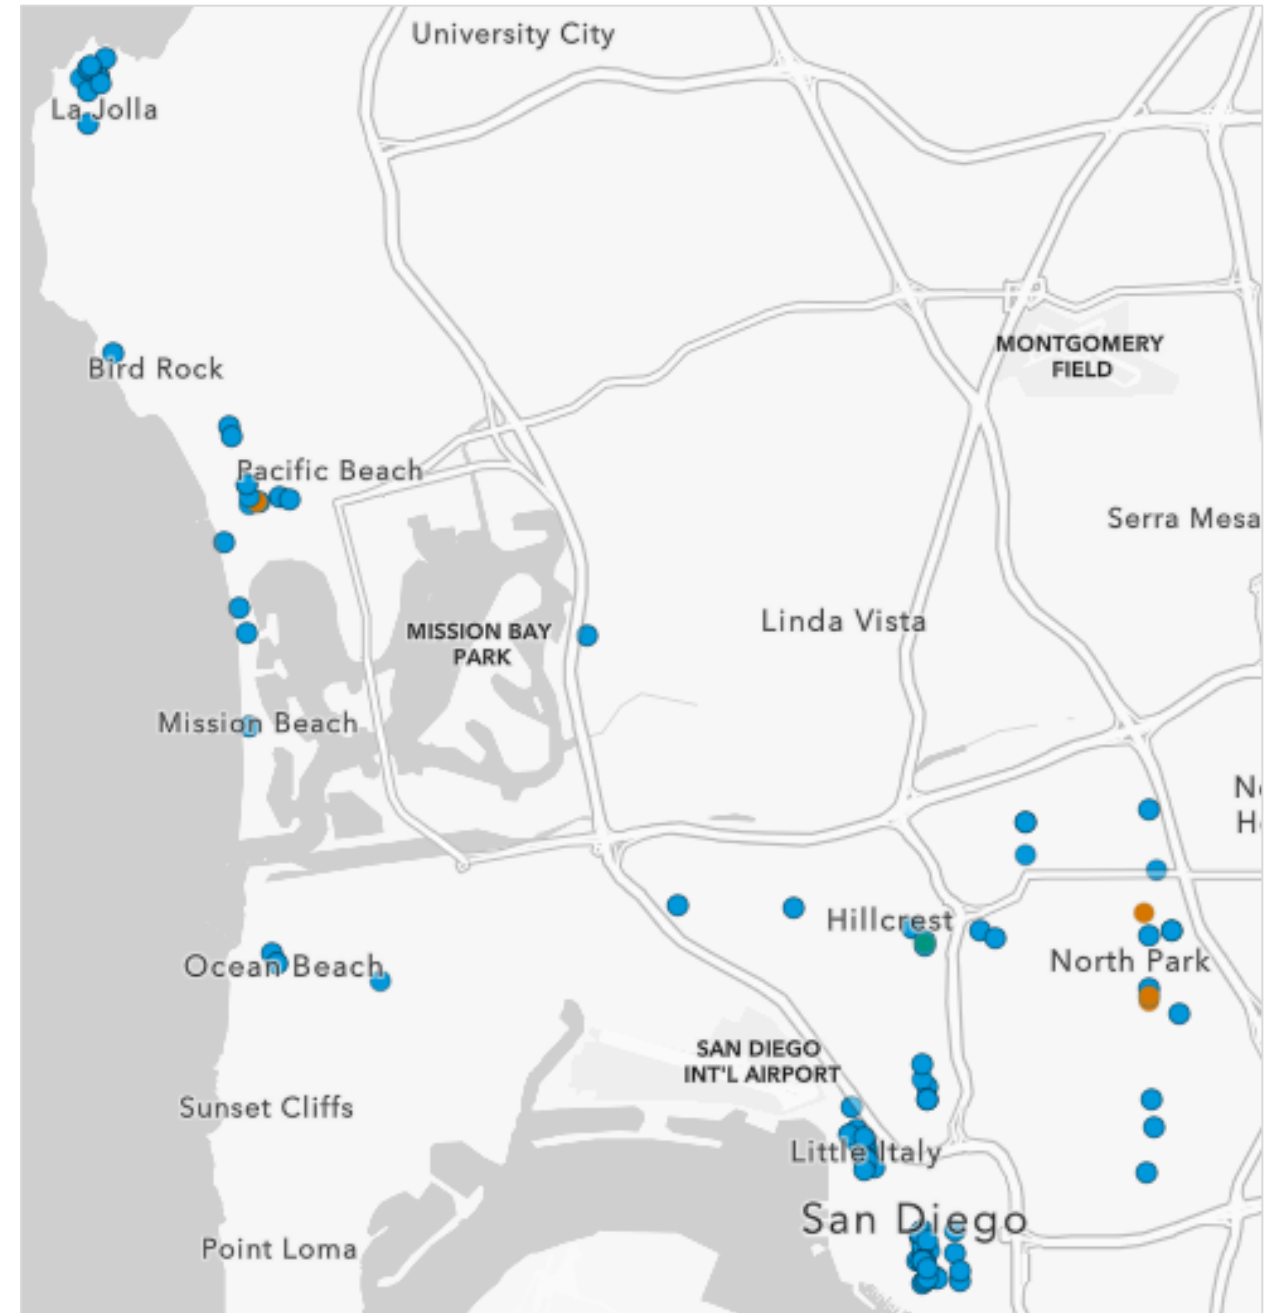 University City
La Jolla
Bird Rock
MONTGOMERY
FIELD
Pacific Beach
Serra Mesa
Linda Vista
MISSION BAY
PARK
Mission Beach
N
H
Hillcrest
Ocean Beach
North Park
SAN DIEGO
INT'L AIRPORT
Sunset Cliffs
Little Italy
San Diego
Point Loma